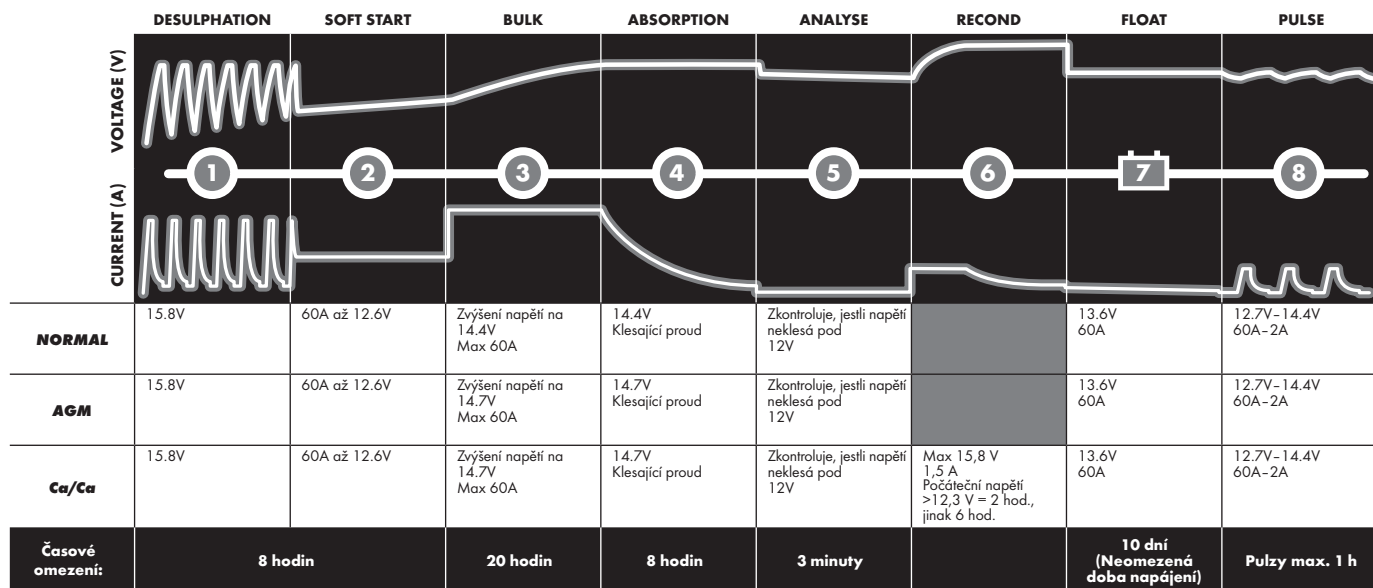 DESULPHATION
SOFT START
BULK
ABSORPTION
ANALYSE
RECOND
FLOAT
PULSE
VOLTAGE (V)
1
2
3
4
5
6
7
8
CURRENT (A)
NORMAL
15.8V
60A až 12.6V
Zvýšení napětí na
14.4V
Max 60A
14.4V
Klesající proud
Zkontroluje, jestli napětí
neklesá pod
12V
13.6V
60A
12.7V–14.4V
60A–2A
AGM
15.8V
60A až 12.6V
Zvýšení napětí na
14.7V
Max 60A
14.7V
Klesající proud
Zkontroluje, jestli napětí
neklesá pod
12V
13.6V
60A
12.7V–14.4V
60A–2A
Ca/Ca
15.8V
60A až 12.6V
Zvýšení napětí na
14.7V
Max 60A
14.7V
Klesající proud
Zkontroluje, jestli napětí
neklesá pod
12V
Max 15,8 V
1,5 A
Počáteční napětí
>12,3 V = 2 hod.,
jinak 6 hod.
13.6V
60A
12.7V–14.4V
60A–2A
Časové
omezení:
8 hodin
20 hodin
8 hodin
3 minuty
10 dní
(Neomezená
doba napájení)
Pulzy max. 1 h